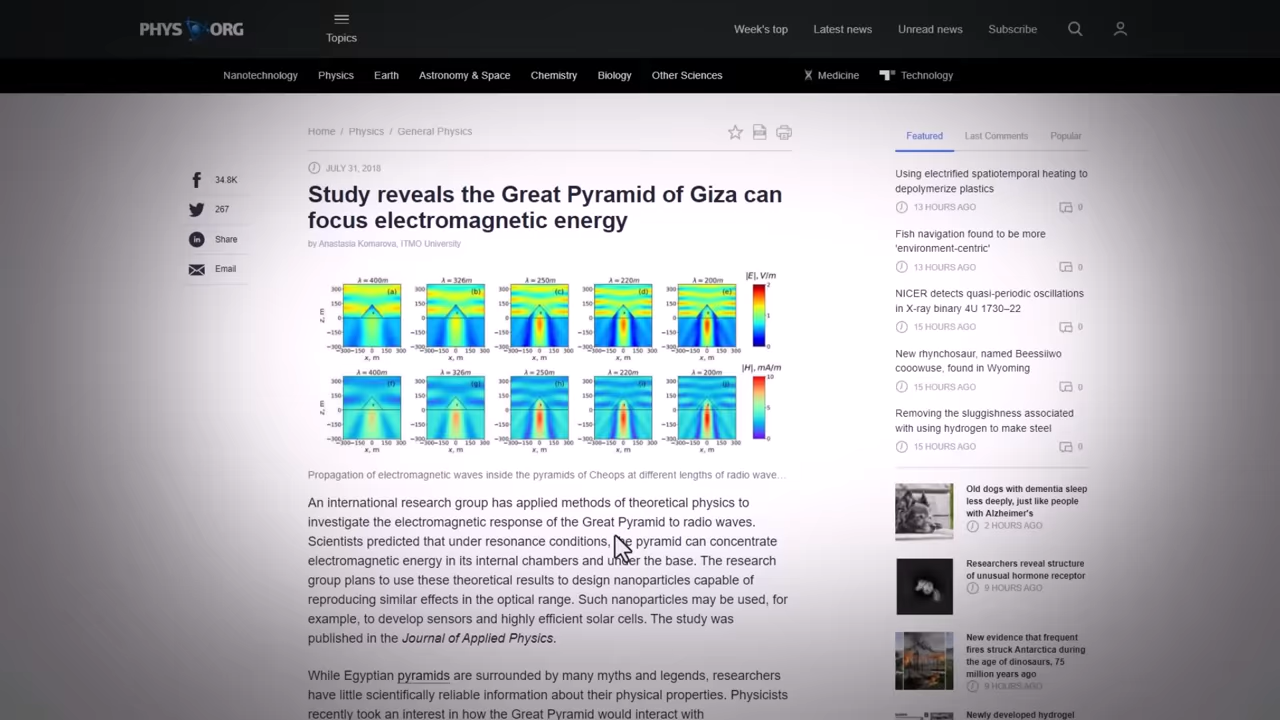 PHYS ORG
Topics
Week's top
Latest news
Unread news
Subscribe
Nanotechnology
Physics
Earth
Astronomy & Space
Chemistry
Biology
Other Sciences
Medicine
Technology
Home / Physics / General Physics
34.8K
267
Share
Email
JULY 31, 2018
Study reveals the Great Pyramid of Giza can
focus electromagnetic energy
by Anastasia Komarova, ITMO University
λ = 400m λ = 326m λ = 250m λ = 220m λ = 200m |E|, V/m
(a) (b) (c) (d) (e)
x, m x, m x, m x, m x, m
λ = 400m λ = 326m λ = 250m λ = 220m λ = 200m |H|, mA/m
x, m x, m x, m x, m x, m
Propagation of electromagnetic waves inside the pyramids of Cheops at different lengths of radio wave...
An international research group has applied methods of theoretical physics to
investigate the electromagnetic response of the Great Pyramid to radio waves.
Scientists predicted that under resonance conditions, the pyramid can concentrate
electromagnetic energy in its internal chambers and under the base. The research
group plans to use these theoretical results to design nanoparticles capable of
reproducing similar effects in the optical range. Such nanoparticles may be used, for
example, to develop sensors and highly efficient solar cells. The study was
published in the Journal of Applied Physics.
While Egyptian pyramids are surrounded by many myths and legends, researchers
have little scientifically reliable information about their physical properties. Physicists
recently took an interest in how the Great Pyramid would interact with
Featured
Last Comments
Popular
Using electrified spatiotemporal heating to
depolymerize plastics
13 HOURS AGO 0
Fish navigation found to be more
'environment-centric'
13 HOURS AGO 0
NICER detects quasi-periodic oscillations
in X-ray binary 4U 1730–22
15 HOURS AGO 0
New rhynchosaur, named Beesiiwo
cooowuse, found in Wyoming
15 HOURS AGO 0
Removing the sluggishness associated
with using hydrogen to make steel
15 HOURS AGO 0
Old dogs with dementia sleep
less deeply, just like people
with Alzheimer's
2 HOURS AGO
Researchers reveal structure
of unusual hormone receptor
9 HOURS AGO
New evidence that frequent
fires struck Antarctica during
the age of dinosaurs, 75
million years ago
9 HOURS AGO
Newly developed hydrogel